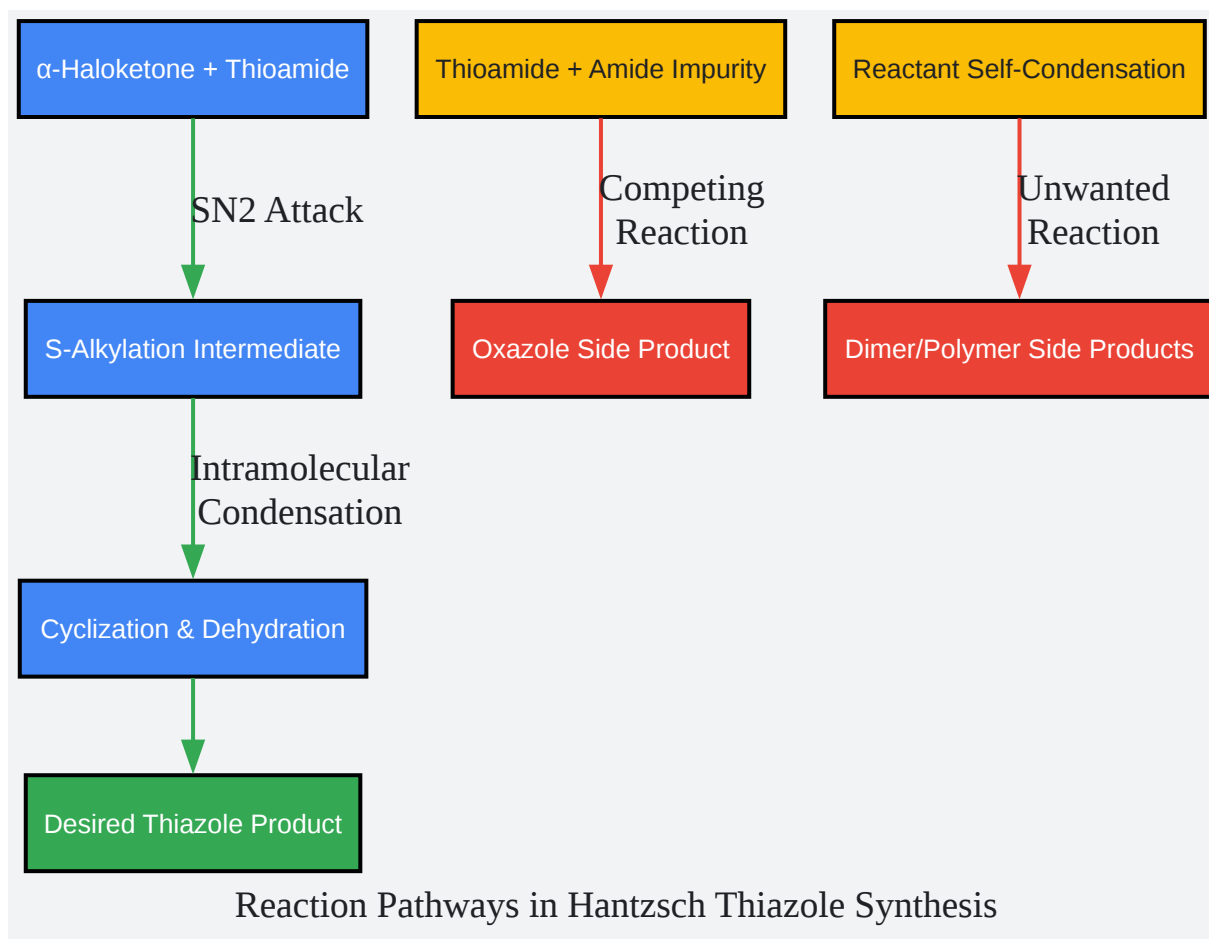 α-Haloketone + Thioamide
Thioamide + Amide Impurity
Reactant Self-Condensation
SN2 Attack
Competing
Reaction
Unwanted
Reaction
S-Alkylation Intermediate
Oxazole Side Product
Dimer/Polymer Side Products
Intramolecular
Condensation
Cyclization & Dehydration
Desired Thiazole Product
Reaction Pathways in Hantzsch Thiazole Synthesis